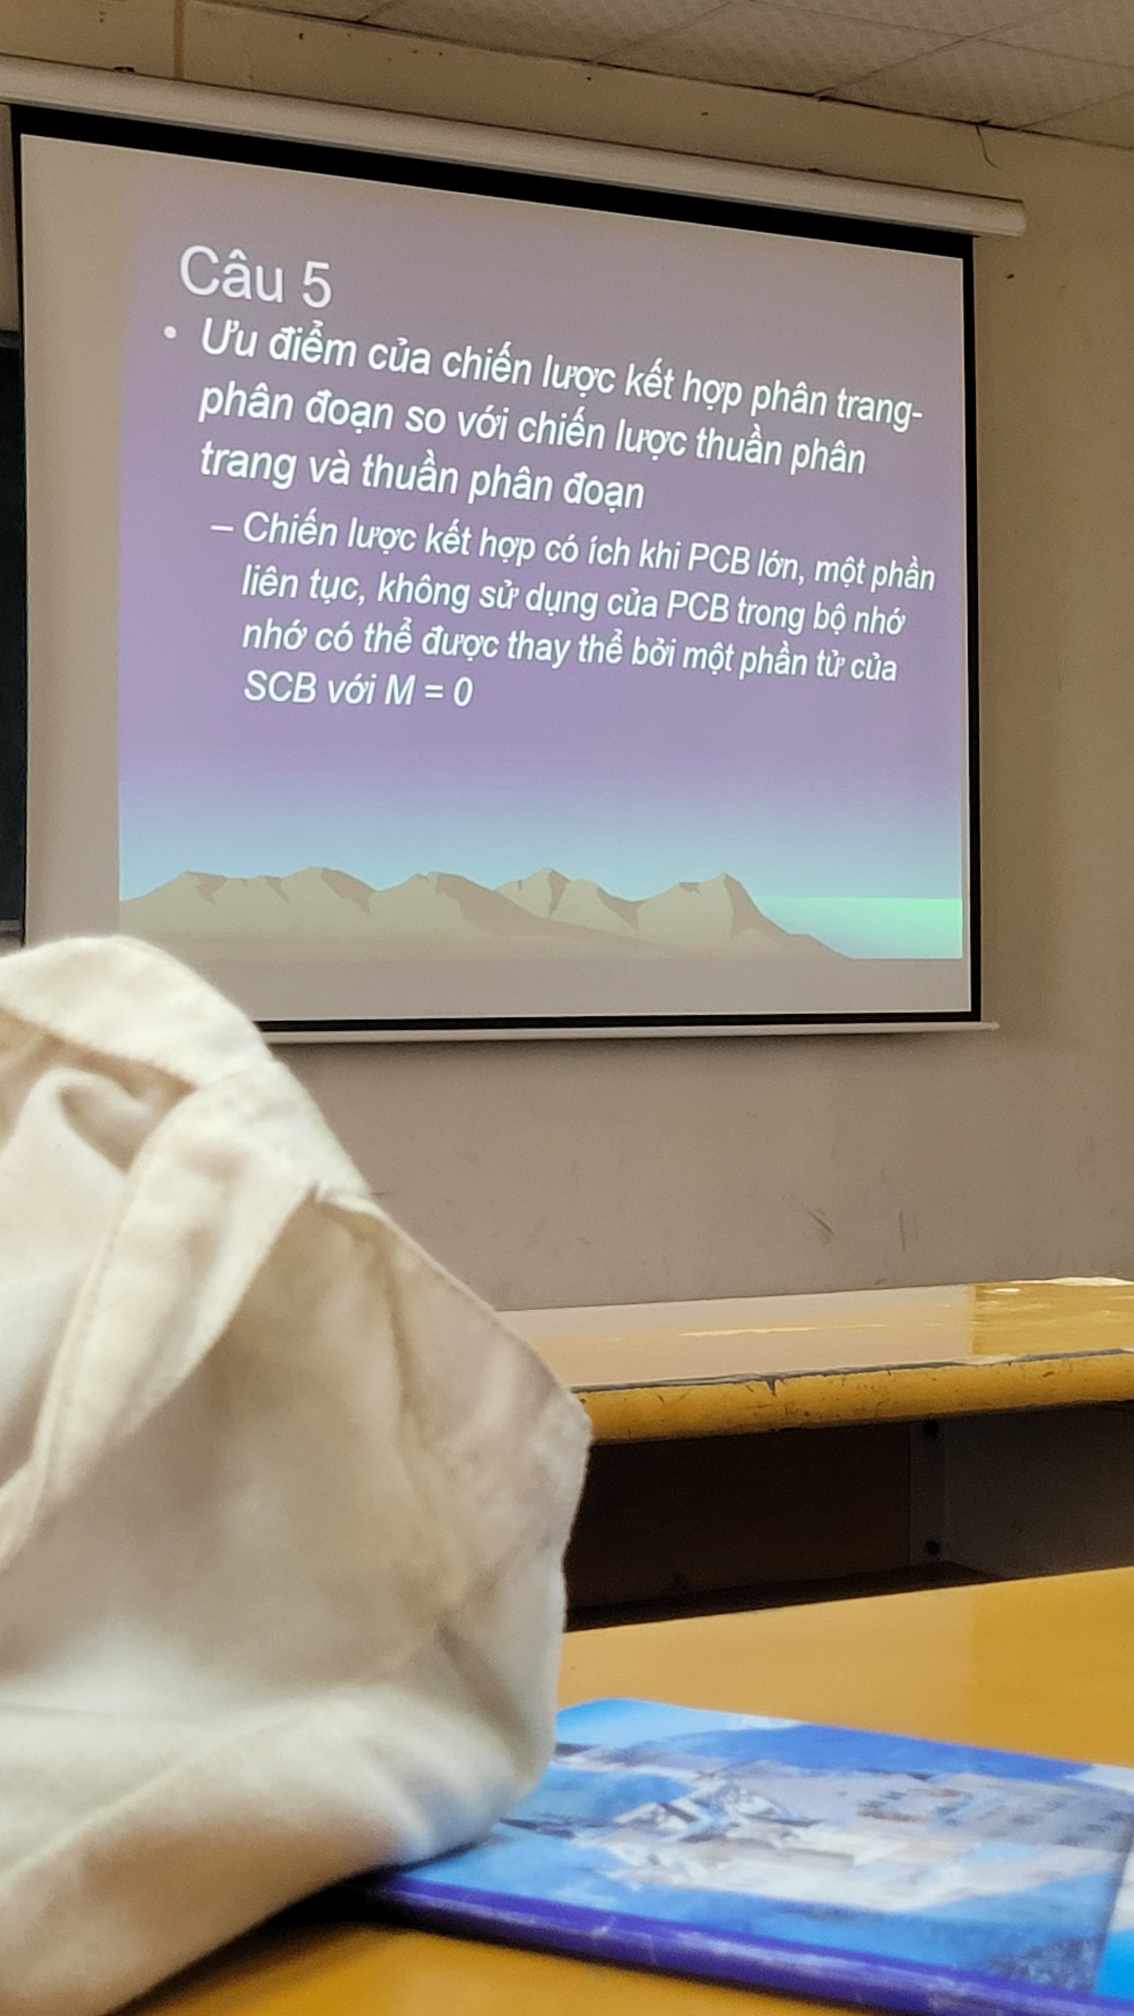 Câu 5
• Ưu điểm của chiến lược kết hợp phân trang-
phân đoạn so với chiến lược thuần phân
trang và thuần phân đoạn
– Chiến lược kết hợp có ích khi PCB lớn, một phần
liên tục, không sử dụng của PCB trong bộ nhớ
nhớ có thể được thay thể bởi một phần tử của
SCB với M = 0